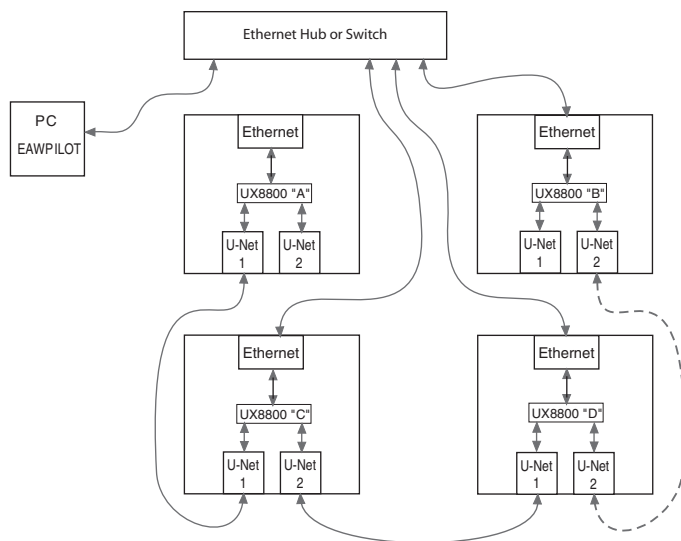 Ethernet Hub or Switch
PC
EAWPILOT
Ethernet
UX8800 "A"
U-Net
1
U-Net
2
Ethernet
UX8800 "B"
U-Net
1
U-Net
2
Ethernet
UX8800 "C"
U-Net
1
U-Net
2
Ethernet
UX8800 "D"
U-Net
1
U-Net
2